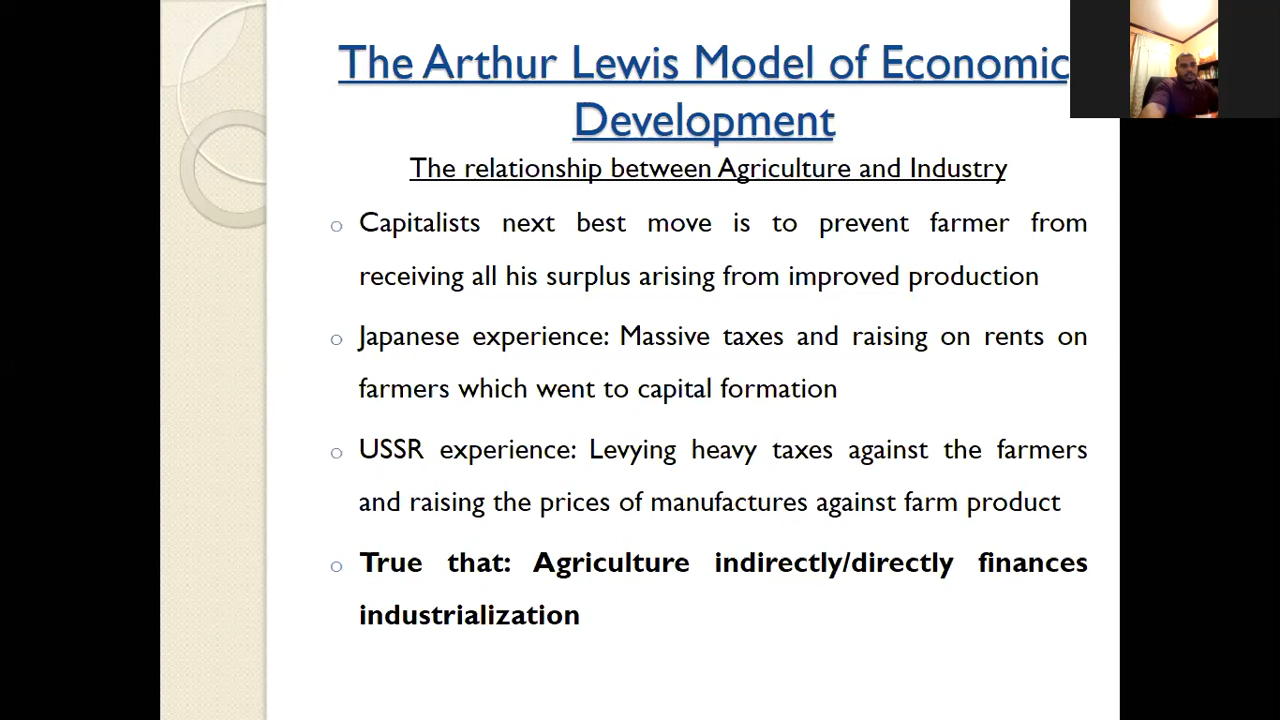 The Arthur Lewis Model of Economic
Development
The relationship between Agriculture and Industry
Capitalists next best move is to prevent farmer from
receiving all his surplus arising from improved production
Japanese experience: Massive taxes and raising on rents on
farmers which went to capital formation
USSR experience: Levying heavy taxes against the farmers
and raising the prices of manufactures against farm product
True that: Agriculture indirectly/directly finances
industrialization